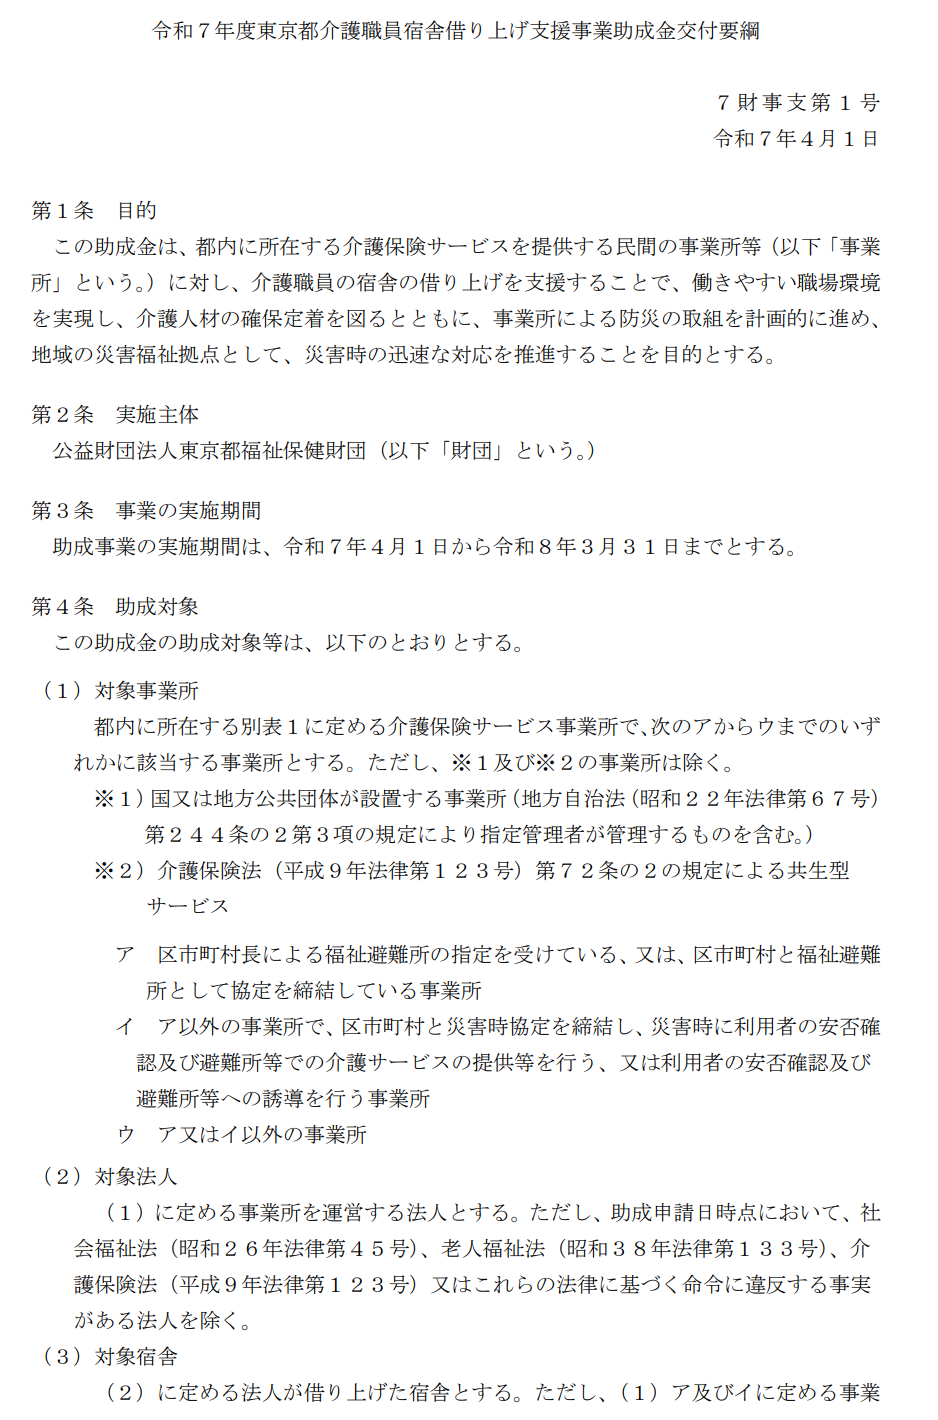 令和７年度東京都介護職員宿舎借り上げ支援事業助成金交付要綱
７財事支第１号
令和７年４月１日
第１条　目的
この助成金は、都内に所在する介護保険サービスを提供する民間の事業所等（以下「事業
所」という。）に対し、介護職員の宿舎の借り上げを支援することで、働きやすい職場環境
を実現し、介護人材の確保定着を図るとともに、事業所による防災の取組を計画的に進め、
地域の災害福祉拠点として、災害時の迅速な対応を推進することを目的とする。
第２条　実施主体
公益財団法人東京都福祉保健財団（以下「財団」という。）
第３条　事業の実施期間
助成事業の実施期間は、令和７年４月１日から令和８年３月３１日までとする。
第４条　助成対象
この助成金の助成対象等は、以下のとおりとする。
（１）対象事業所
都内に所在する別表１に定める介護保険サービス事業所で、次のアからウまでのいず
れかに該当する事業所とする。ただし、※１及び※２の事業所は除く。
※１）国又は地方公共団体が設置する事業所（地方自治法（昭和２２年法律第６７号）
第２４４条の２第３項の規定により指定管理者が管理するものを含む。）
※２）介護保険法（平成９年法律第１２３号）第７２条の２の規定による共生型
サービス
ア　区市町村長による福祉避難所の指定を受けている、又は、区市町村と福祉避難
所として協定を締結している事業所
イ　ア以外の事業所で、区市町村と災害時協定を締結し、災害時に利用者の安否確
認及び避難所等での介護サービスの提供等を行う、又は利用者の安否確認及び
避難所等への誘導を行う事業所
ウ　ア又はイ以外の事業所
（２）対象法人
（１）に定める事業所を運営する法人とする。ただし、助成申請日時点において、社
会福祉法（昭和２６年法律第４５号）、老人福祉法（昭和３８年法律第１３３号）、介
護保険法（平成９年法律第１２３号）又はこれらの法律に基づく命令に違反する事実
がある法人を除く。
（３）対象宿舎
（２）に定める法人が借り上げた宿舎とする。ただし、（１）ア及びイに定める事業